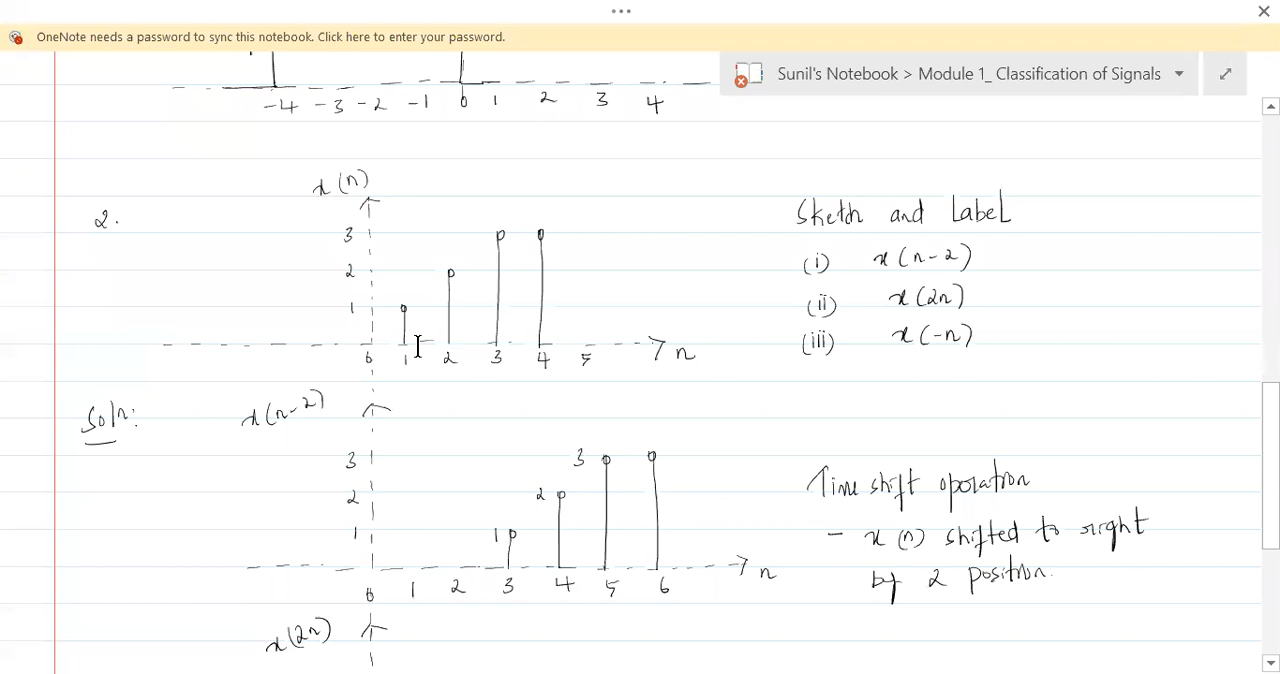 OneNote needs a password to sync this notebook. Click here to enter your password.
Sunil's Notebook > Module 1_ Classification of Signals
-4 -3 -2 -1 0 1 2 3 4
x(n)
2.
3
2
1
0 1 2 3 4 5
n
Sketh and Label
(i) x(n-2)
(ii) x(2n)
(iii) x(-n)
Soln:
x(n-2)
3
2
1
1
2
3
0 1 2 3 4 5 6
n
Time shift operation
- x(n) shifted to right
by 2 position.
x(2n)